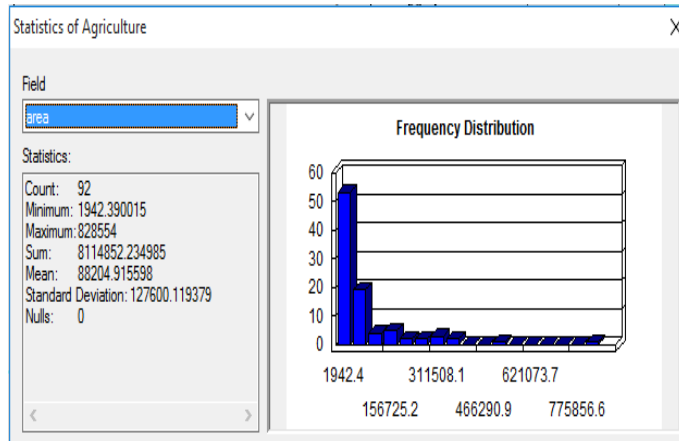 Statistics of Agriculture
Field
area
Statistics:
Count: 92
Minimum: 1942.390015
Maximum: 828554
Sum: 8114852.234985
Mean: 88204.915598
Standard Deviation: 127600.119379
Nulls: 0
Frequency Distribution
60
50
40
30
20
10
0
1942.4 311508.1 621073.7
156725.2 466290.9 775856.6